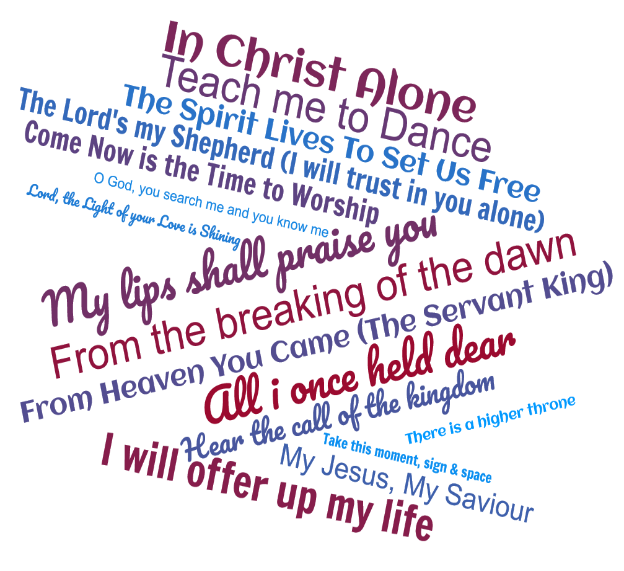 In Christ Alone
Teach me to Dance
The Spirit Lives To Set Us Free
The Lord's my Shepherd (I will trust in you alone)
Come Now is the Time to Worship
O God, you search me and you know me
Lord, the Light of your Love is Shining
My lips shall praise you
From the breaking of the dawn
From Heaven You Came (The Servant King)
All i once held dear
Hear the call of the kingdom
There is a higher throne
Take this moment, sign & space
My Jesus, My Saviour
I will offer up my life